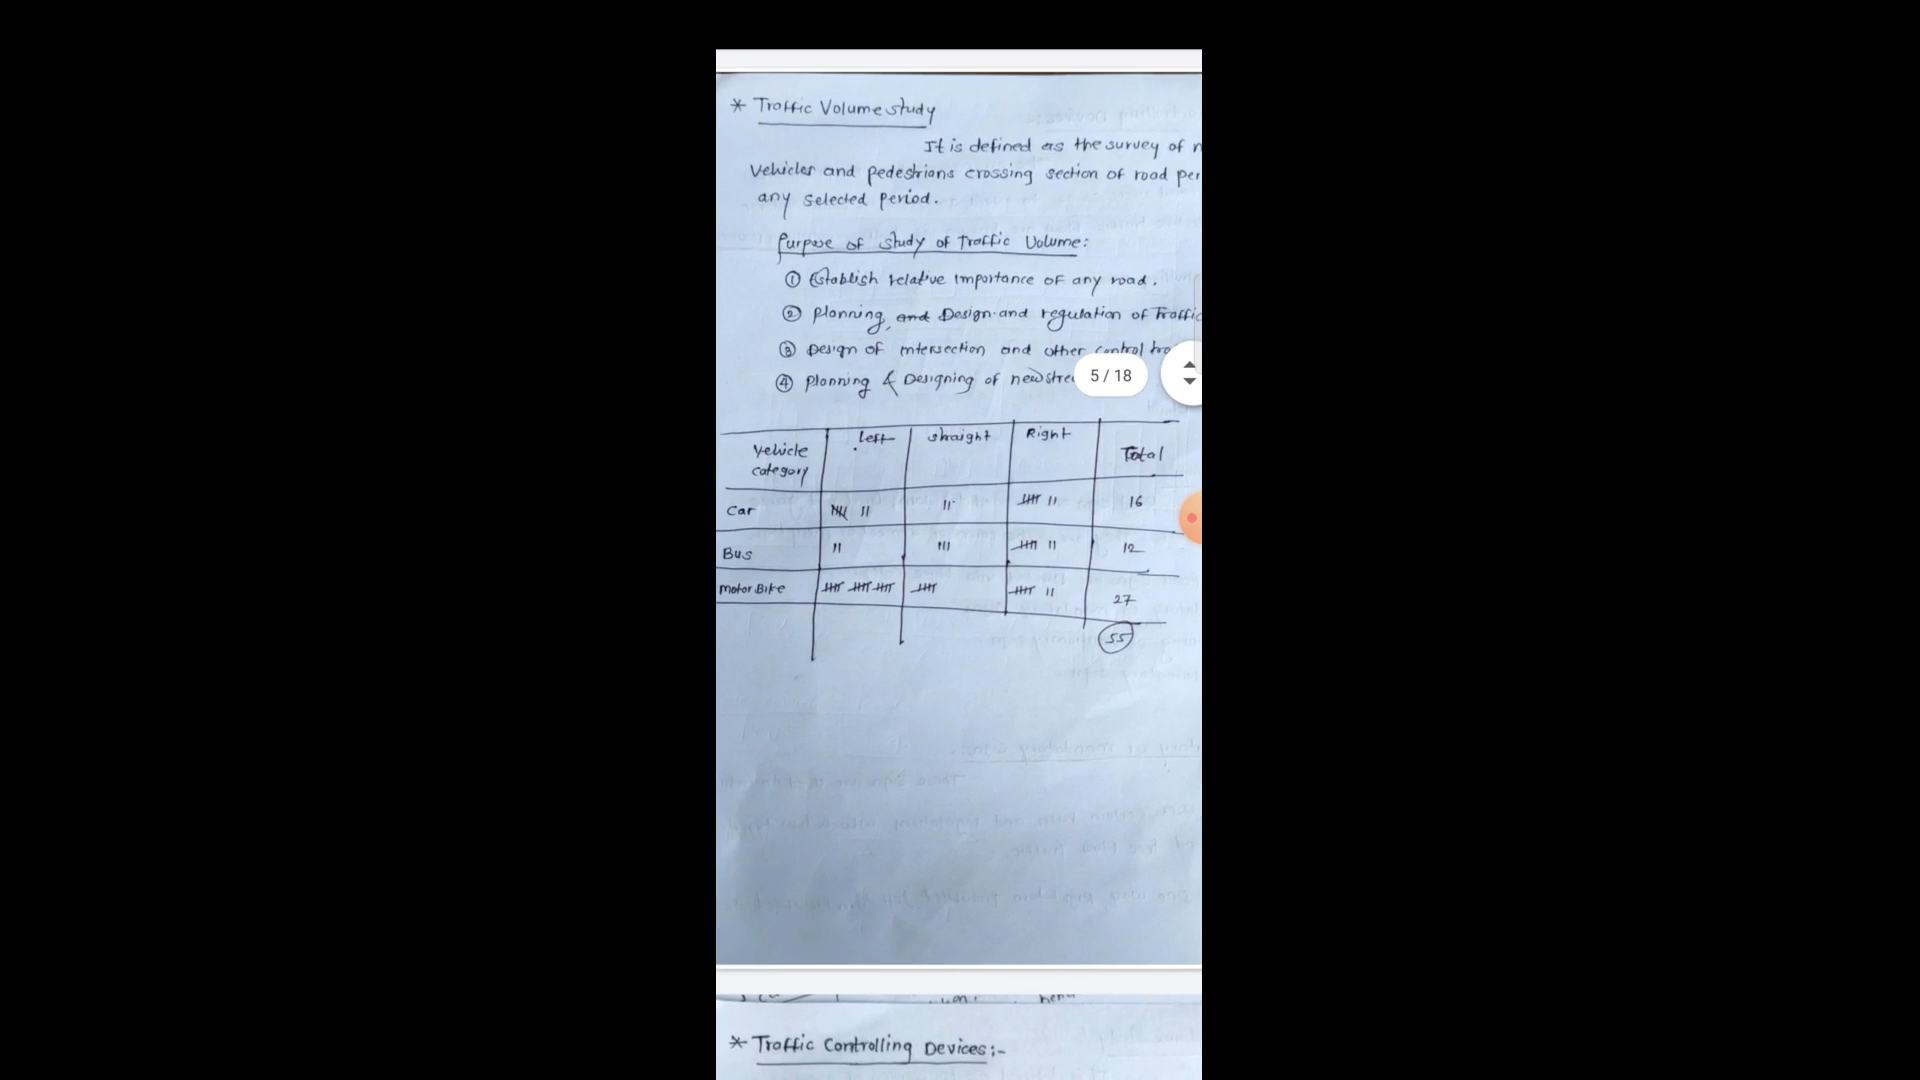 * Traffic Volume study
It is defined as the survey of n
Vehicles and pedestrians crossing section of road per
any selected period.
Purpose of study of Traffic Volume:
① Establish relative importance of any road.
② Planning, and Design and regulation of Traffic
③ Design of intersection and other control tra
④ Planning & Designing of new stre
5 / 18
Vehicle category left straight Right Total
Car 𝍸 || || 𝍸 || 16
Bus || ||| 𝍸 || 12
Motor Bike 𝍸 𝍸 𝍸 𝍸 𝍸 || 27
55
* Traffic Controlling Devices:-